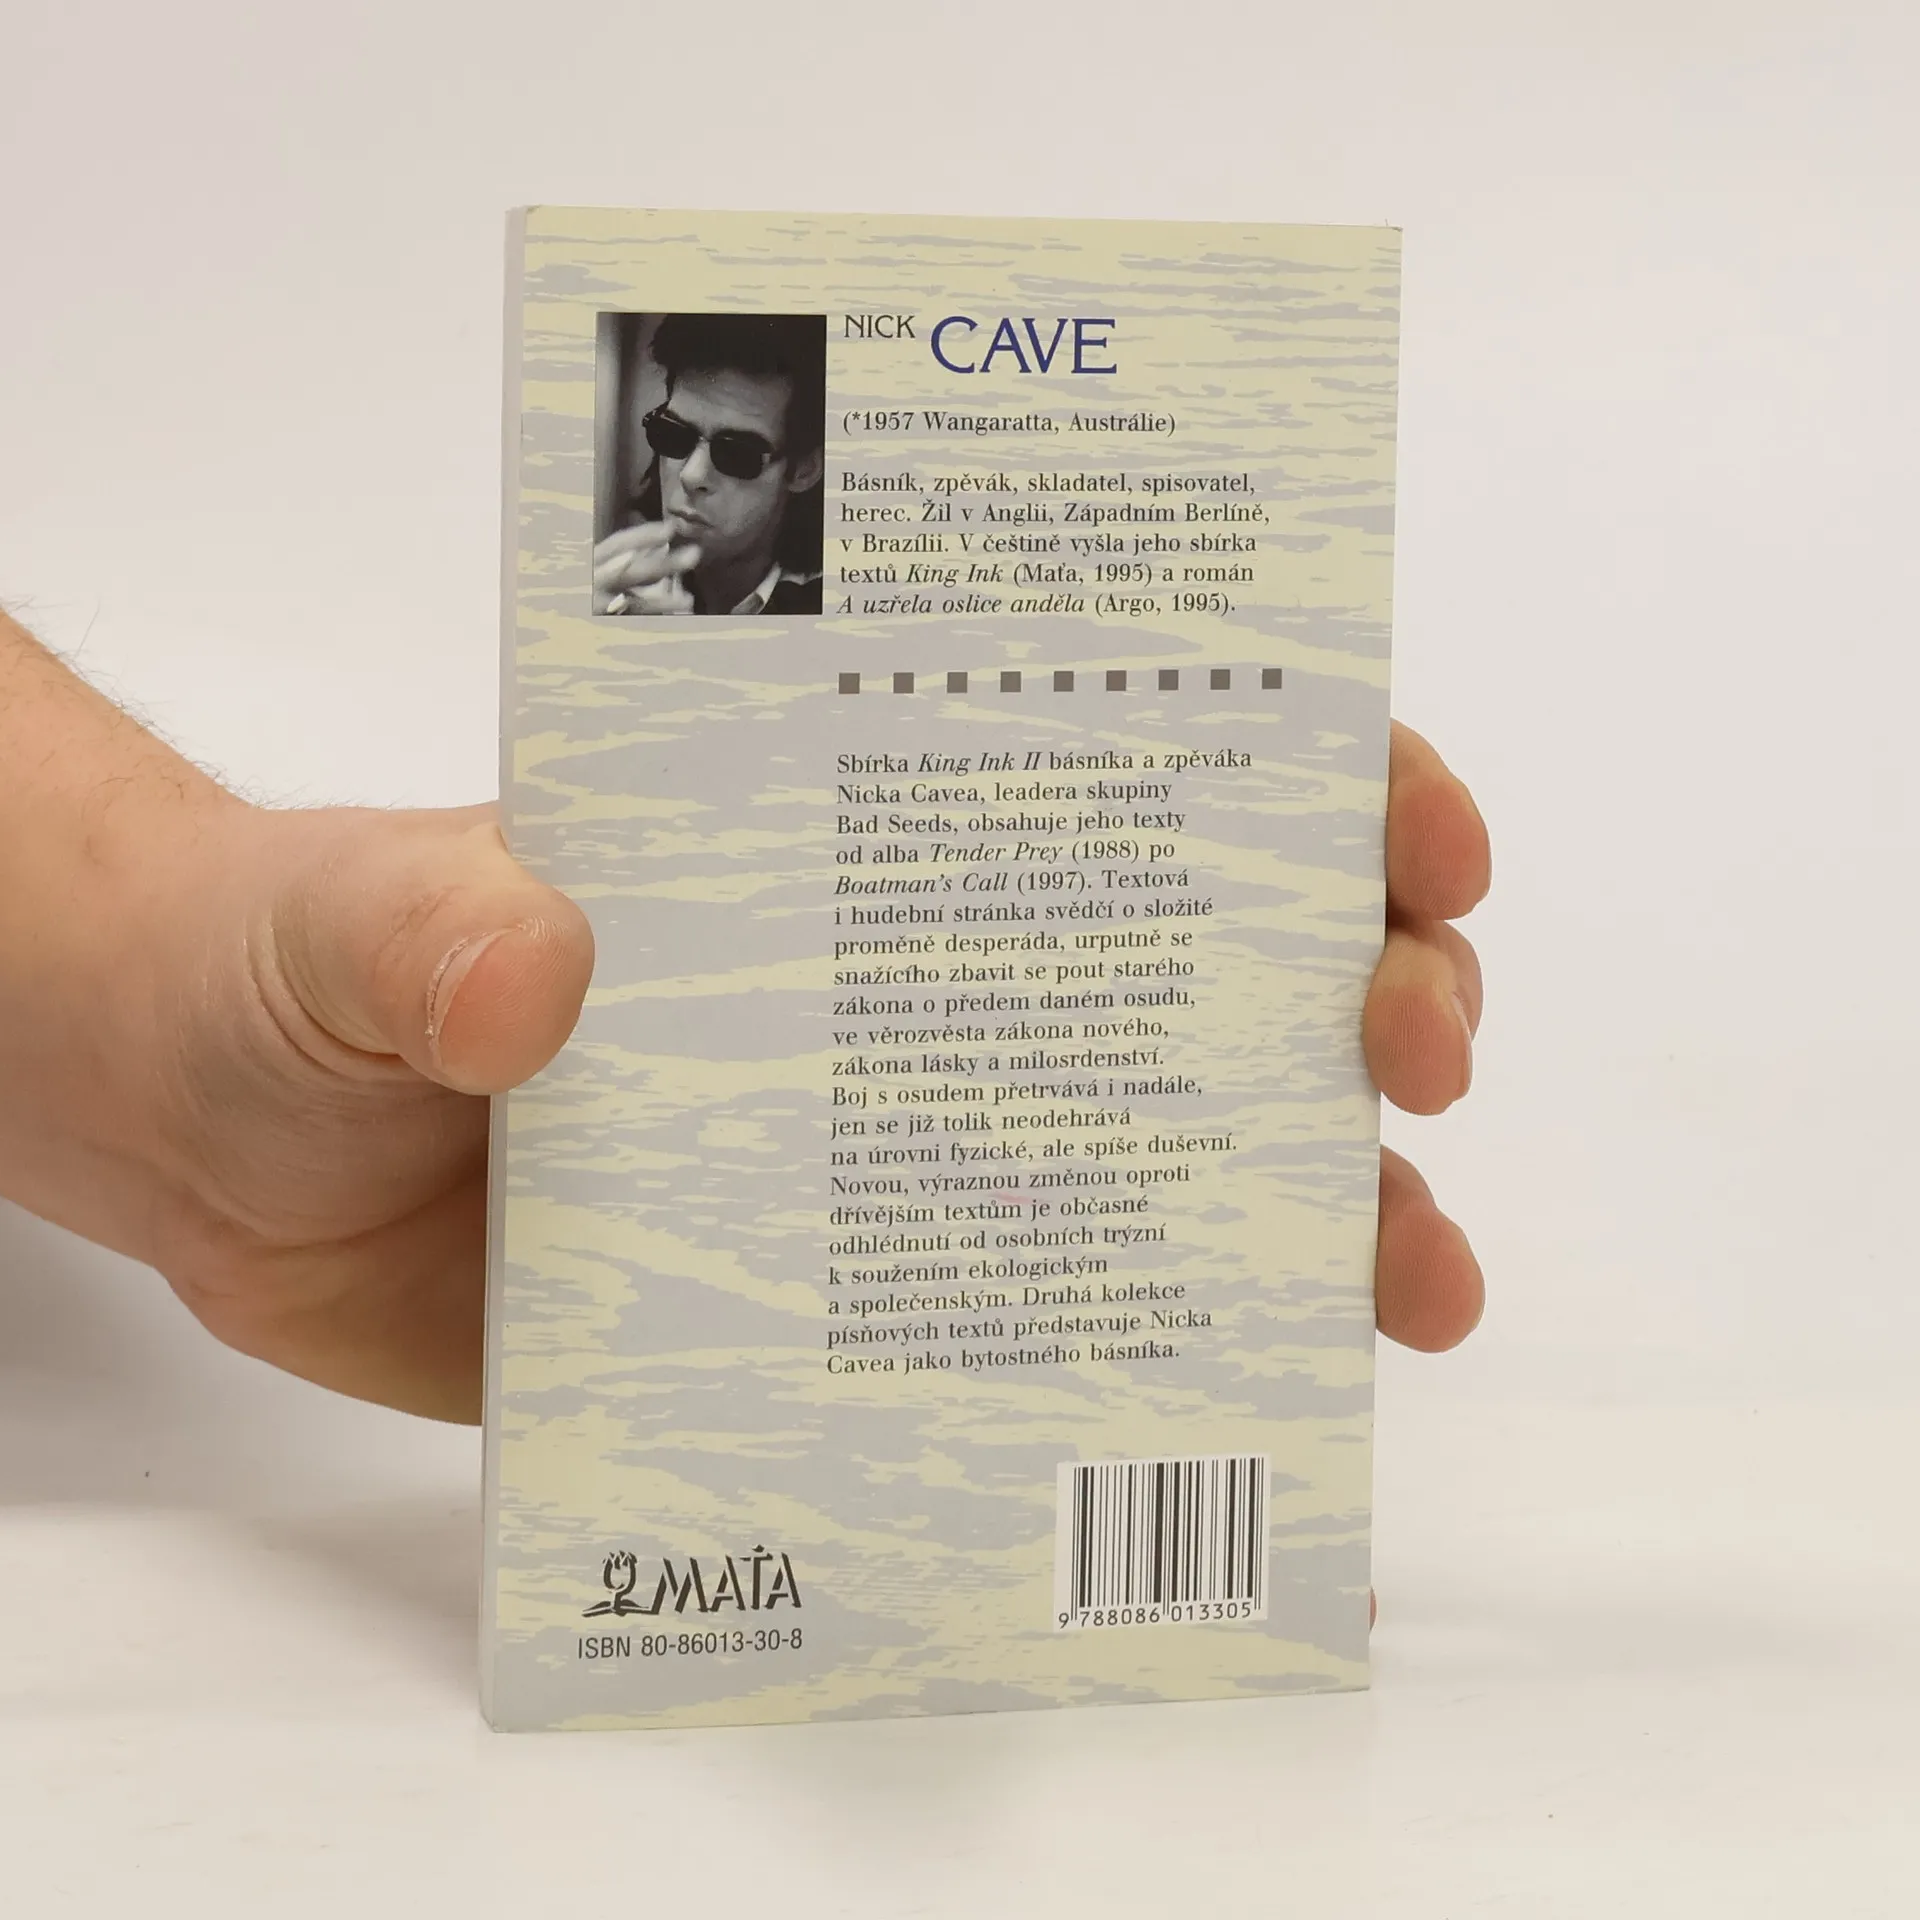 NICK CAVE
(*1957 Wangaratta, Austrálie)
Básník, zpěvák, skladatel, spisovatel,
herec. Žil v Anglii, Západním Berlíně,
v Brazílii. V češtině vyšla jeho sbírka
textů King Ink (Maťa, 1995) a román
A uzřela oslice anděla (Argo, 1995).
Sbírka King Ink II básníka a zpěváka
Nicka Cavea, leadera skupiny
Bad Seeds, obsahuje jeho texty
od alba Tender Prey (1988) po
Boatman's Call (1997). Textová
i hudební stránka svědčí o složité
proměně desperáda, urputně se
snažícího zbavit se pout starého
zákona o předem daném osudu,
ve věrozvěsta zákona nového,
zákona lásky a milosrdenství.
Boj s osudem přetrvává i nadále,
jen se již tolik neodehrává
na úrovni fyzické, ale spíše duševní.
Novou, výraznou změnou oproti
dřívějším textům je občasné
odhlédnutí od osobních trýzní
k soužením ekologickým
a společenským. Druhá kolekce
písňových textů představuje Nicka
Cavea jako bytostného básníka.
MAŤA
ISBN 80-86013-30-8
9 788086 013305